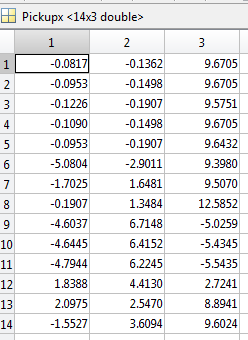 Pickupx <14x3 double>
1 2 3
1 -0.0817 -0.1362 9.6705
2 -0.0953 -0.1498 9.6705
3 -0.1226 -0.1907 9.5751
4 -0.1090 -0.1498 9.6705
5 -0.0953 -0.1907 9.6432
6 -5.0804 -2.9011 9.3980
7 -1.7025 1.6481 9.5070
8 -0.1907 1.3484 12.5852
9 -4.6037 6.7148 -5.0259
10 -4.6445 6.4152 -5.4345
11 -4.7944 6.2245 -5.5435
12 1.8388 4.4130 2.7241
13 2.0975 2.5470 8.8941
14 -1.5527 3.6094 9.6024